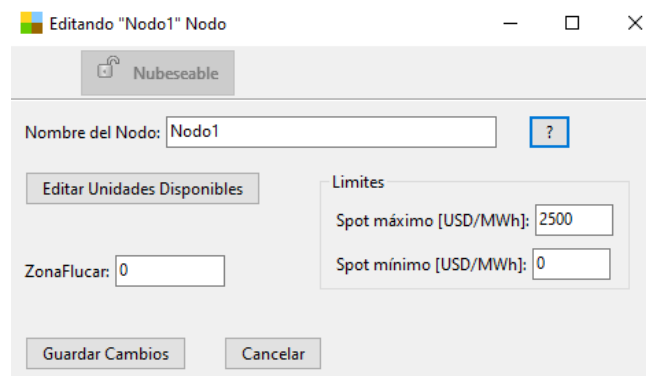 Editando "Nodo1" Nodo
Nubeseable
Nombre del Nodo: Nodo1 ?
Editar Unidades Disponibles
Limites
Spot máximo [USD/MWh]: 2500
ZonaFlucar: 0
Spot mínimo [USD/MWh]: 0
Guardar Cambios Cancelar